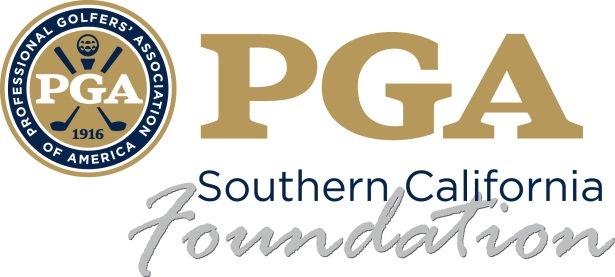 PROFESSIONAL GOLFERS' ASSOCIATION
OF AMERICA
PGA
1916
PGA
Southern California
Foundation